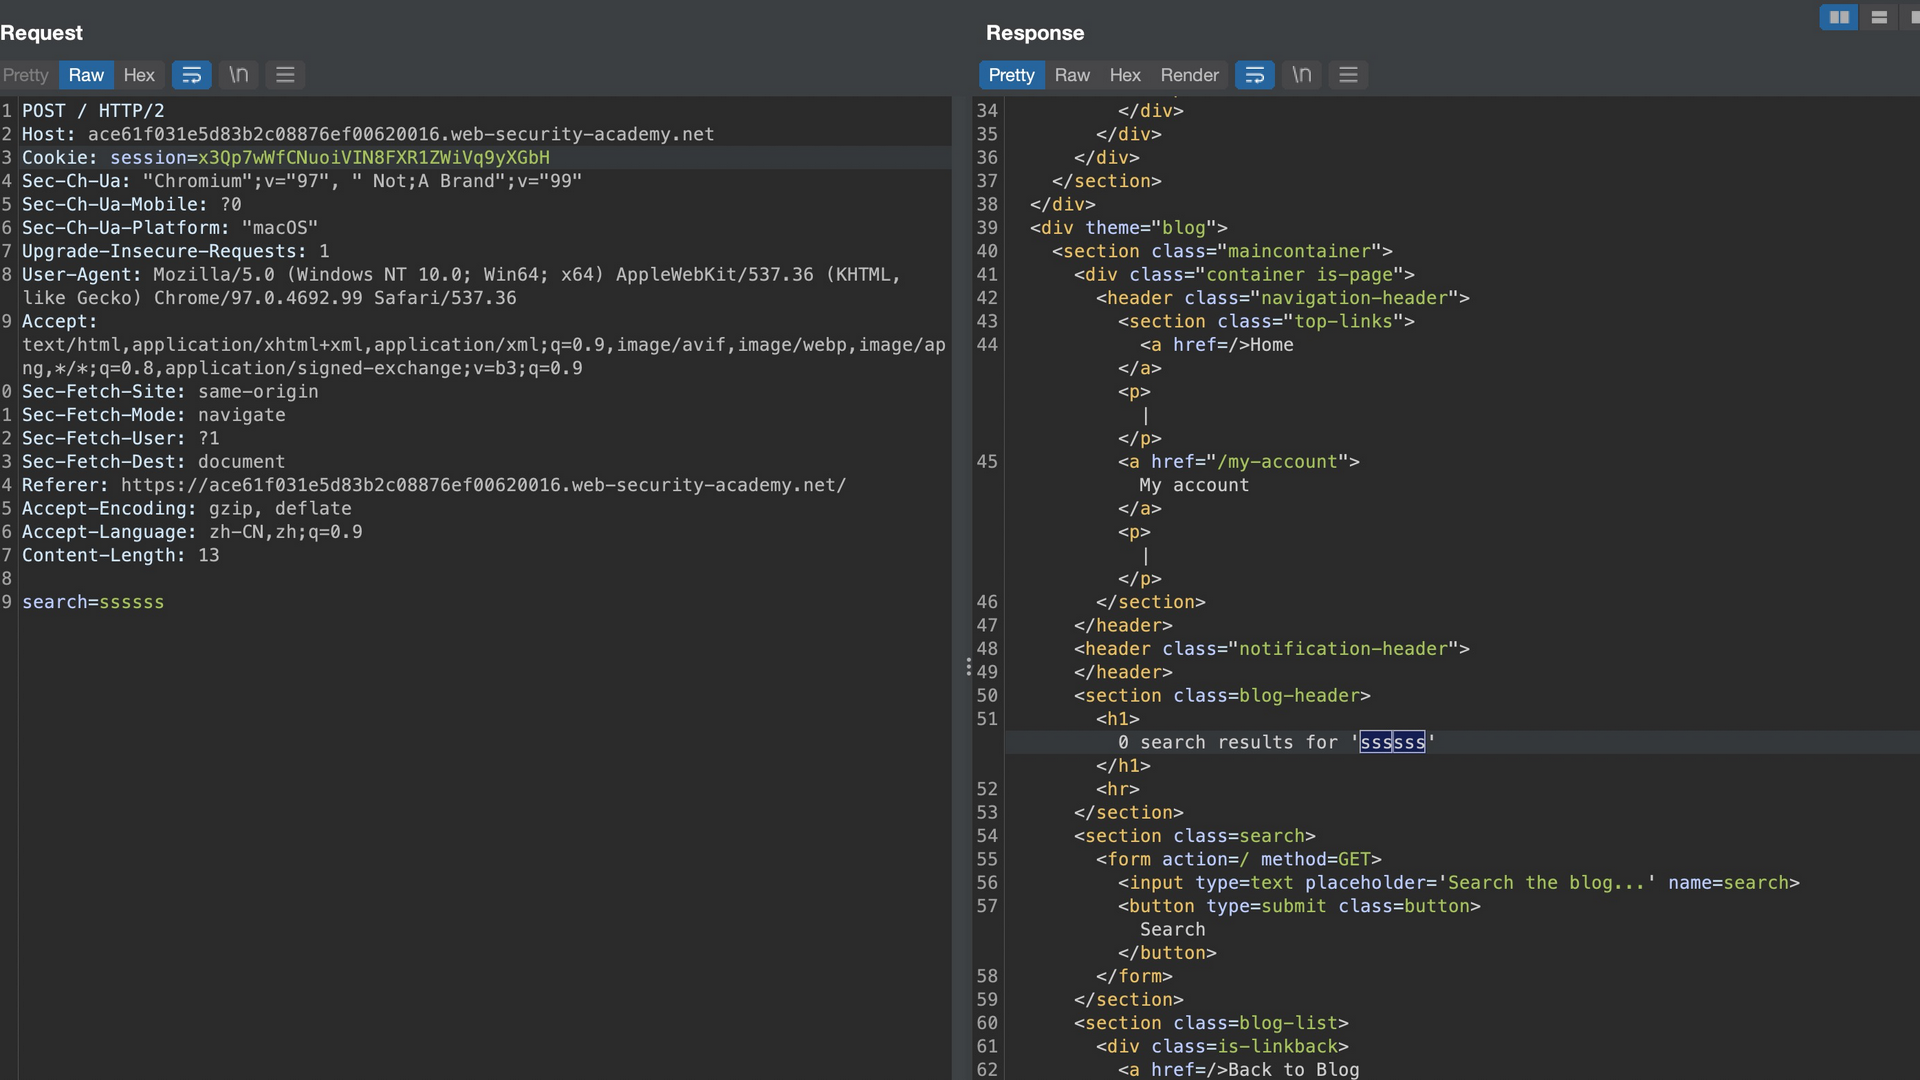 Request
Pretty Raw Hex \n
1 POST / HTTP/2
2 Host: ace61f031e5d83b2c08876ef00620016.web-security-academy.net
3 Cookie: session=x3Qp7wWfCNuoiVIN8FXR1ZWiVq9yXGbH
4 Sec-Ch-Ua: "Chromium";v="97", " Not;A Brand";v="99"
5 Sec-Ch-Ua-Mobile: ?0
6 Sec-Ch-Ua-Platform: "macOS"
7 Upgrade-Insecure-Requests: 1
8 User-Agent: Mozilla/5.0 (Windows NT 10.0; Win64; x64) AppleWebKit/537.36 (KHTML,
like Gecko) Chrome/97.0.4692.99 Safari/537.36
9 Accept:
text/html,application/xhtml+xml,application/xml;q=0.9,image/avif,image/webp,image/ap
ng,*/*;q=0.8,application/signed-exchange;v=b3;q=0.9
0 Sec-Fetch-Site: same-origin
1 Sec-Fetch-Mode: navigate
2 Sec-Fetch-User: ?1
3 Sec-Fetch-Dest: document
4 Referer: https://ace61f031e5d83b2c08876ef00620016.web-security-academy.net/
5 Accept-Encoding: gzip, deflate
6 Accept-Language: zh-CN,zh;q=0.9
7 Content-Length: 13
8
9 search=ssssss
Response
Pretty Raw Hex Render \n
34 </div>
35 </div>
36 </div>
37 </section>
38 </div>
39 <div theme="blog">
40 <section class="maincontainer">
41 <div class="container is-page">
42 <header class="navigation-header">
43 <section class="top-links">
44 <a href=/>Home
</a>
<p>
|
</p>
45 <a href="/my-account">
My account
</a>
<p>
|
</p>
46 </section>
47 </header>
48 <header class="notification-header">
49 </header>
50 <section class=blog-header>
51 <h1>
0 search results for 'ssssss'
</h1>
52 <hr>
53 </section>
54 <section class=search>
55 <form action=/ method=GET>
56 <input type=text placeholder='Search the blog...' name=search>
57 <button type=submit class=button>
Search
</button>
58 </form>
59 </section>
60 <section class=blog-list>
61 <div class=is-linkback>
62 <a href=/>Back to Blog